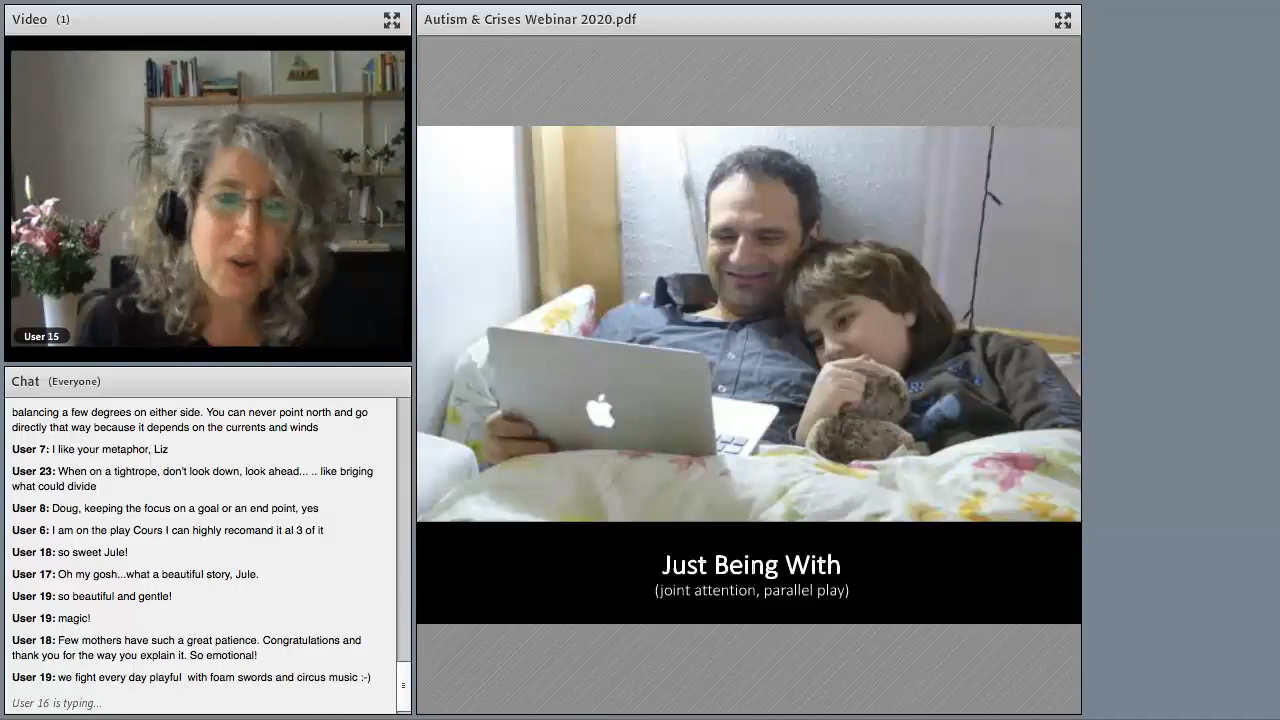 Video (1)
User 15
Chat (Everyone)
balancing a few degrees on either side. You can never point north and go
directly that way because it depends on the currents and winds
User 7: I like your metaphor, Liz
User 23: When on a tightrope, don't look down, look ahead... .. like briging
what could divide
User 8: Doug, keeping the focus on a goal or an end point, yes
User 6: I am on the play Cours I can highly recomand it al 3 of it
User 18: so sweet Jule!
User 17: Oh my gosh...what a beautiful story, Jule.
User 19: so beautiful and gentle!
User 19: magic!
User 18: Few mothers have such a great patience. Congratulations and
thank you for the way you explain it. So emotional!
User 19: we fight every day playful with foam swords and circus music :-)
User 16 is typing...
Autism & Crises Webinar 2020.pdf
Just Being With
(joint attention, parallel play)